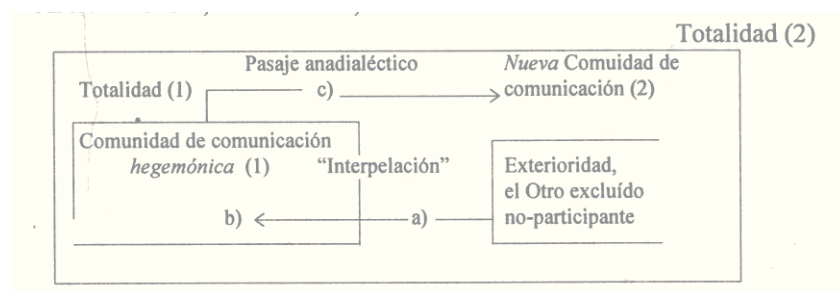 Totalidad (2)
Pasaje anadialéctico
Nueva Comuidad de
Totalidad (1)
c)
comunicación (2)
Comunidad de comunicación
hegemónica (1)
“Interpelación”
Exterioridad,
el Otro excluído
b)
a)
no-participante